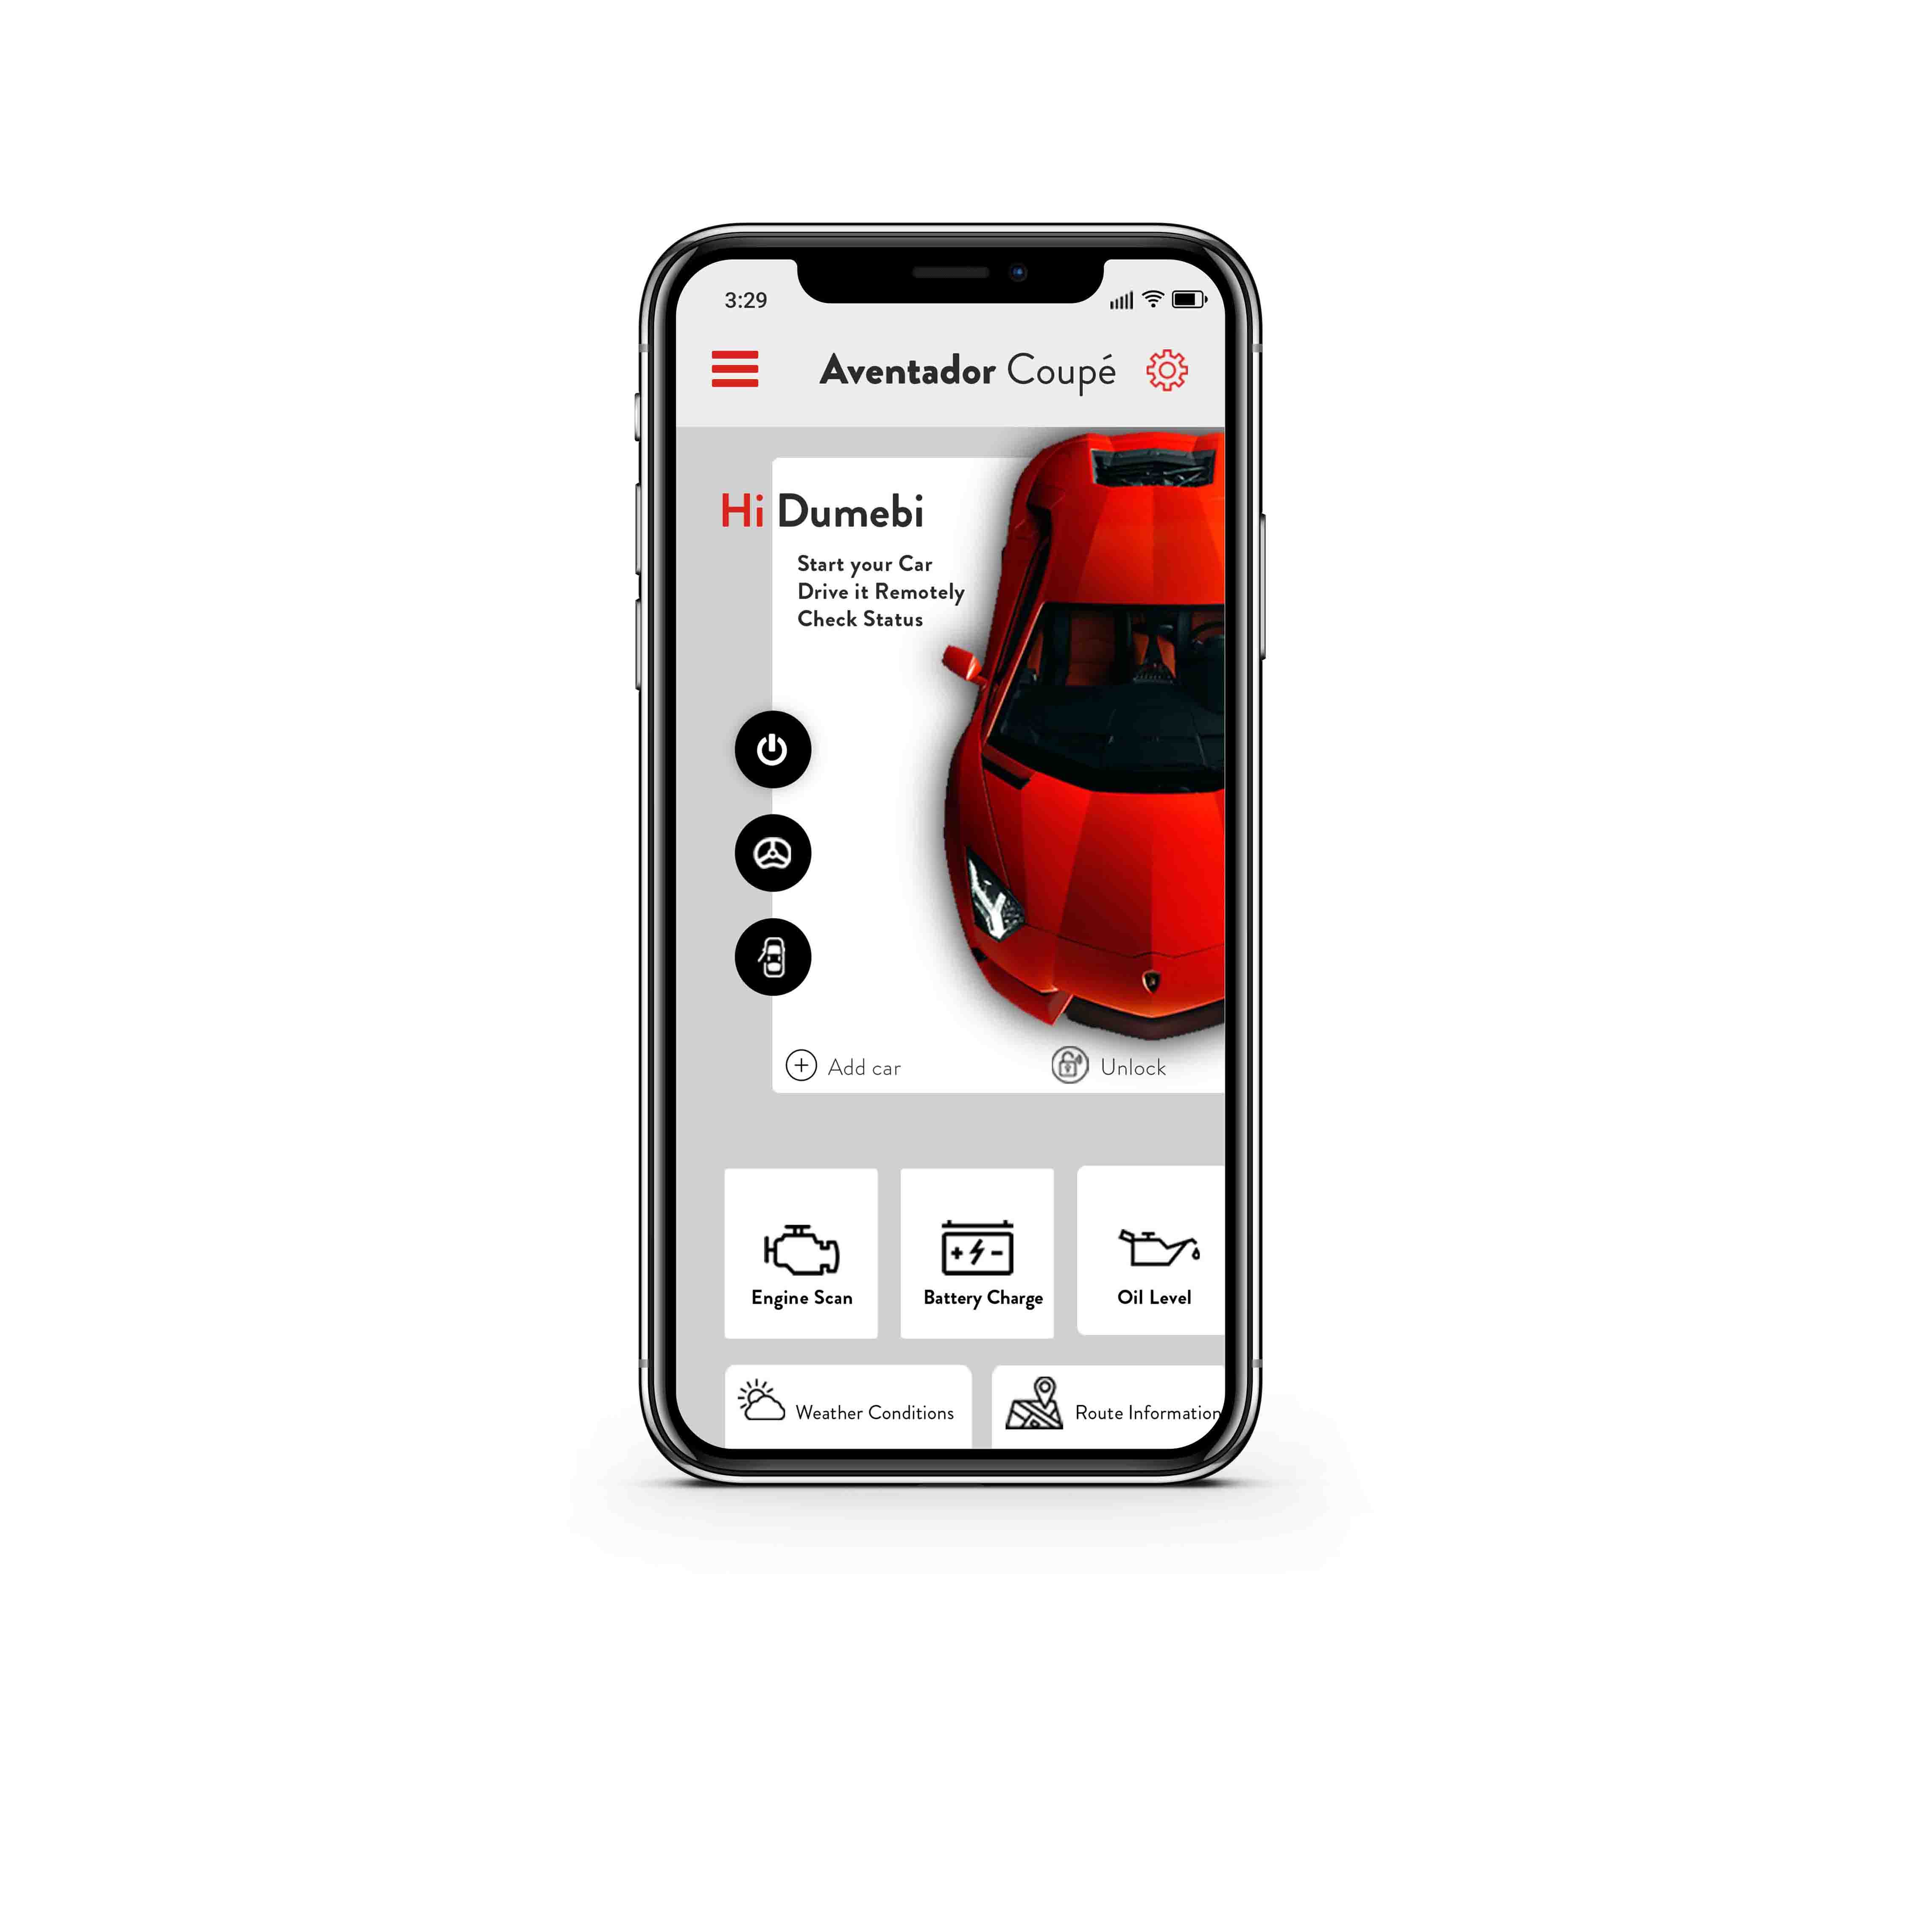 3:29
Aventador Coupé
Hi Dumebi
Start your Car
Drive it Remotely
Check Status
Add car
Unlock
Engine Scan
Battery Charge
Oil Level
Weather Conditions
Route Information